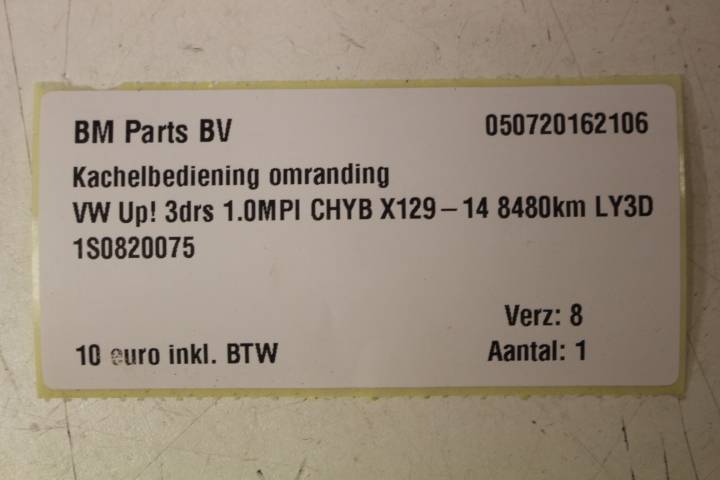 BM Parts BV 050720162106
Kachelbediening omranding
VW Up! 3drs 1.0MPI CHYB X129-14 8480km LY3D
1S0820075
Verz: 8
10 euro inkl. BTW Aantal: 1